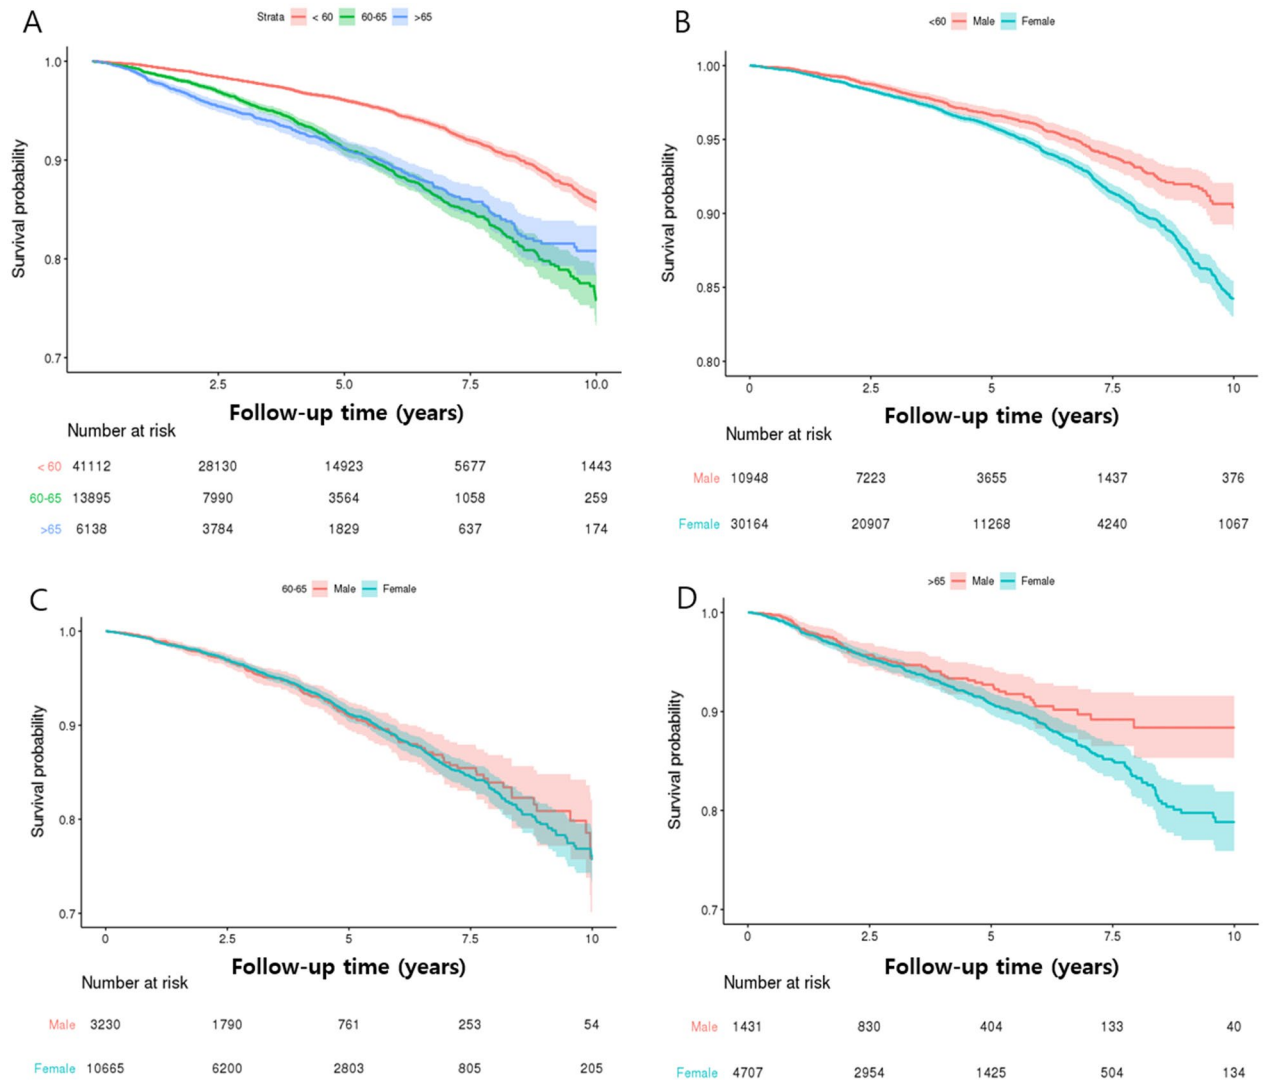 A
Strata < 60 60-65 >65
Survival probability
1.0
0.9
0.8
0.7
2.5 5.0 7.5 10.0
Follow-up time (years)
Number at risk
< 60 41112 28130 14923 5677 1443
60-65 13895 7990 3564 1058 259
>65 6138 3784 1829 637 174
B
<60 Male Female
Survival probability
1.00
0.95
0.90
0.85
0.80
0 2.5 5 7.5 10
Follow-up time (years)
Number at risk
Male 10948 7223 3655 1437 376
Female 30164 20907 11268 4240 1067
C
60-65 Male Female
Survival probability
1.0
0.9
0.8
0.7
0 2.5 5 7.5 10
Follow-up time (years)
Number at risk
Male 3230 1790 761 253 54
Female 10665 6200 2803 805 205
D
>65 Male Female
Survival probability
1.0
0.9
0.8
0.7
0 2.5 5 7.5 10
Follow-up time (years)
Number at risk
Male 1431 830 404 133 40
Female 4707 2954 1425 504 134